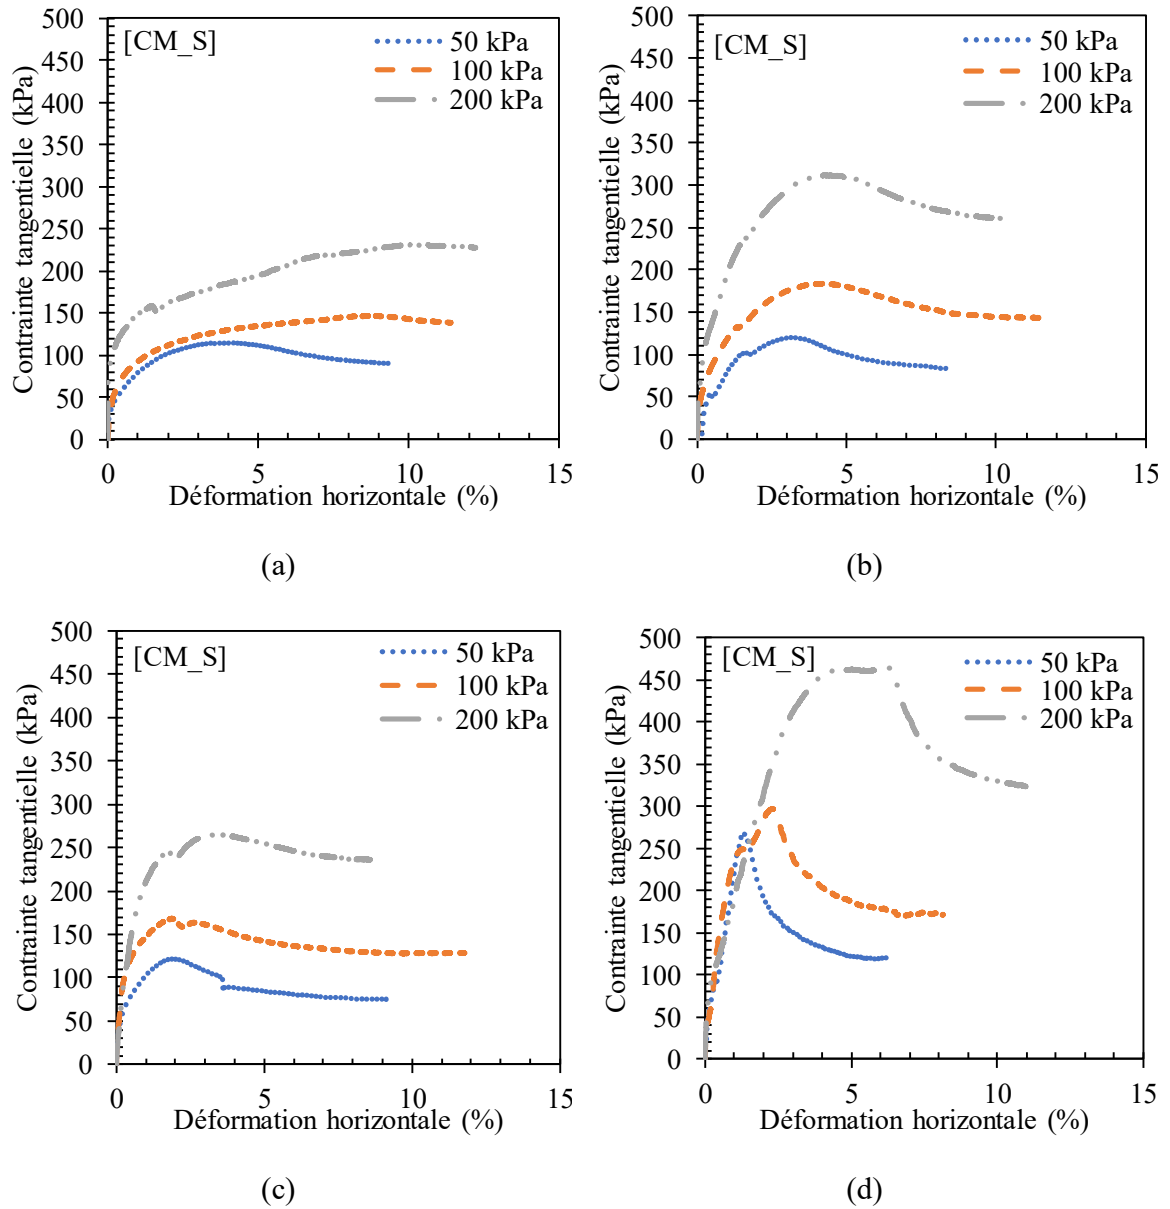 [CM_S]
50 kPa
100 kPa
200 kPa
Contrainte tangentielle (kPa)
500
450
400
350
300
250
200
150
100
50
0
0 5 10 15
Déformation horizontale (%)
(a)
[CM_S]
50 kPa
100 kPa
200 kPa
Contrainte tangentielle (kPa)
500
450
400
350
300
250
200
150
100
50
0
0 5 10 15
Déformation horizontale (%)
(b)
[CM_S]
50 kPa
100 kPa
200 kPa
Contrainte tangentielle (kPa)
500
450
400
350
300
250
200
150
100
50
0
0 5 10 15
Déformation horizontale (%)
(c)
[CM_S]
50 kPa
100 kPa
200 kPa
Contrainte tangentielle (kPa)
500
450
400
350
300
250
200
150
100
50
0
0 5 10 15
Déformation horizontale (%)
(d)